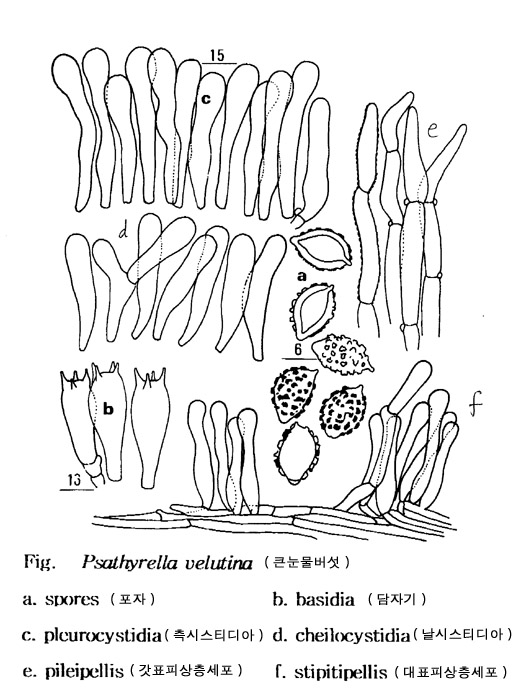 15
c
e
d
a
6
b
f
13
Fig. Psathyrella velutina (큰눈물버섯)
a. spores (포자) b. basidia (담자기)
c. pleurocystidia(측시스티디아) d. cheilocystidia(날시스티디아)
e. pileipellis (갓표피상층세포) f. stipitipellis (대표피상층세포)